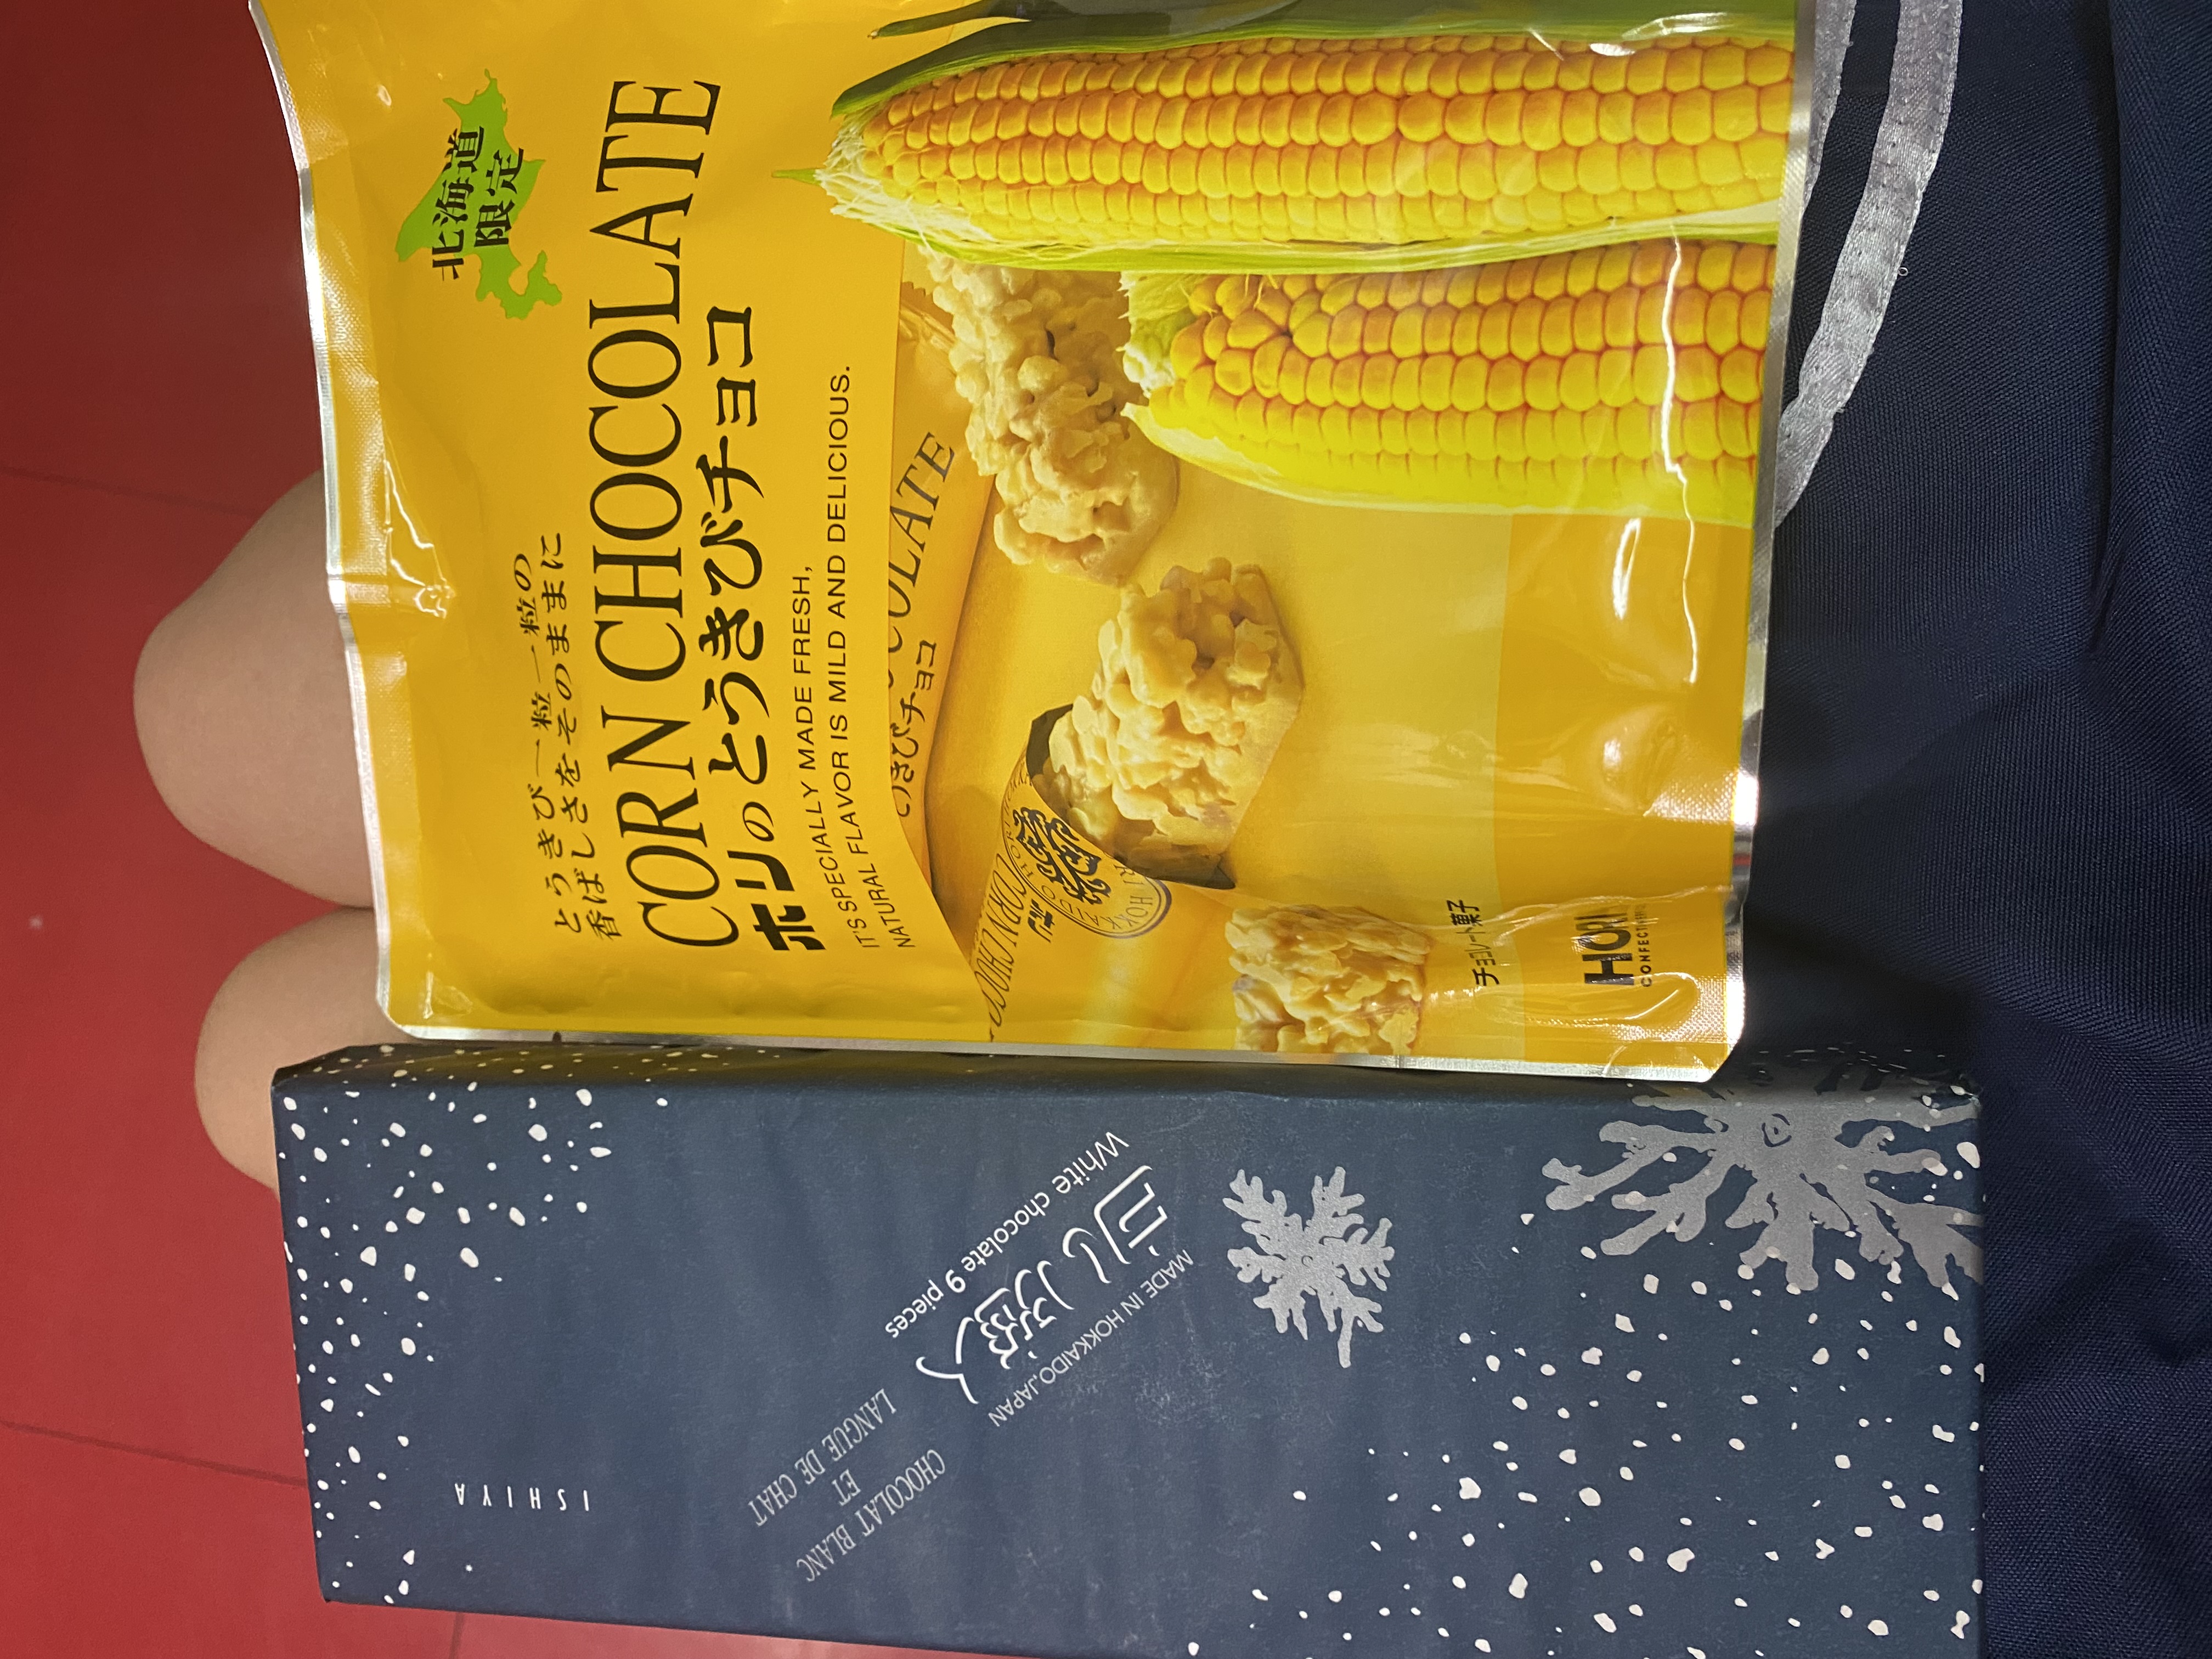 北海道
限定
とうきび一粒一粒の
香ばしさをそのままに
CORN CHOCOLATE
ホリのとうきびチョコ
IT'S SPECIALLY MADE FRESH,
NATURAL FLAVOR IS MILD AND DELICIOUS.
チョコレート菓子
HORI
ISHIYA
CHOCOLAT BLANC
ET
LANGUE DE CHAT
MADE IN HOKKAIDO,JAPAN
白い恋人
White chocolate 9 pieces